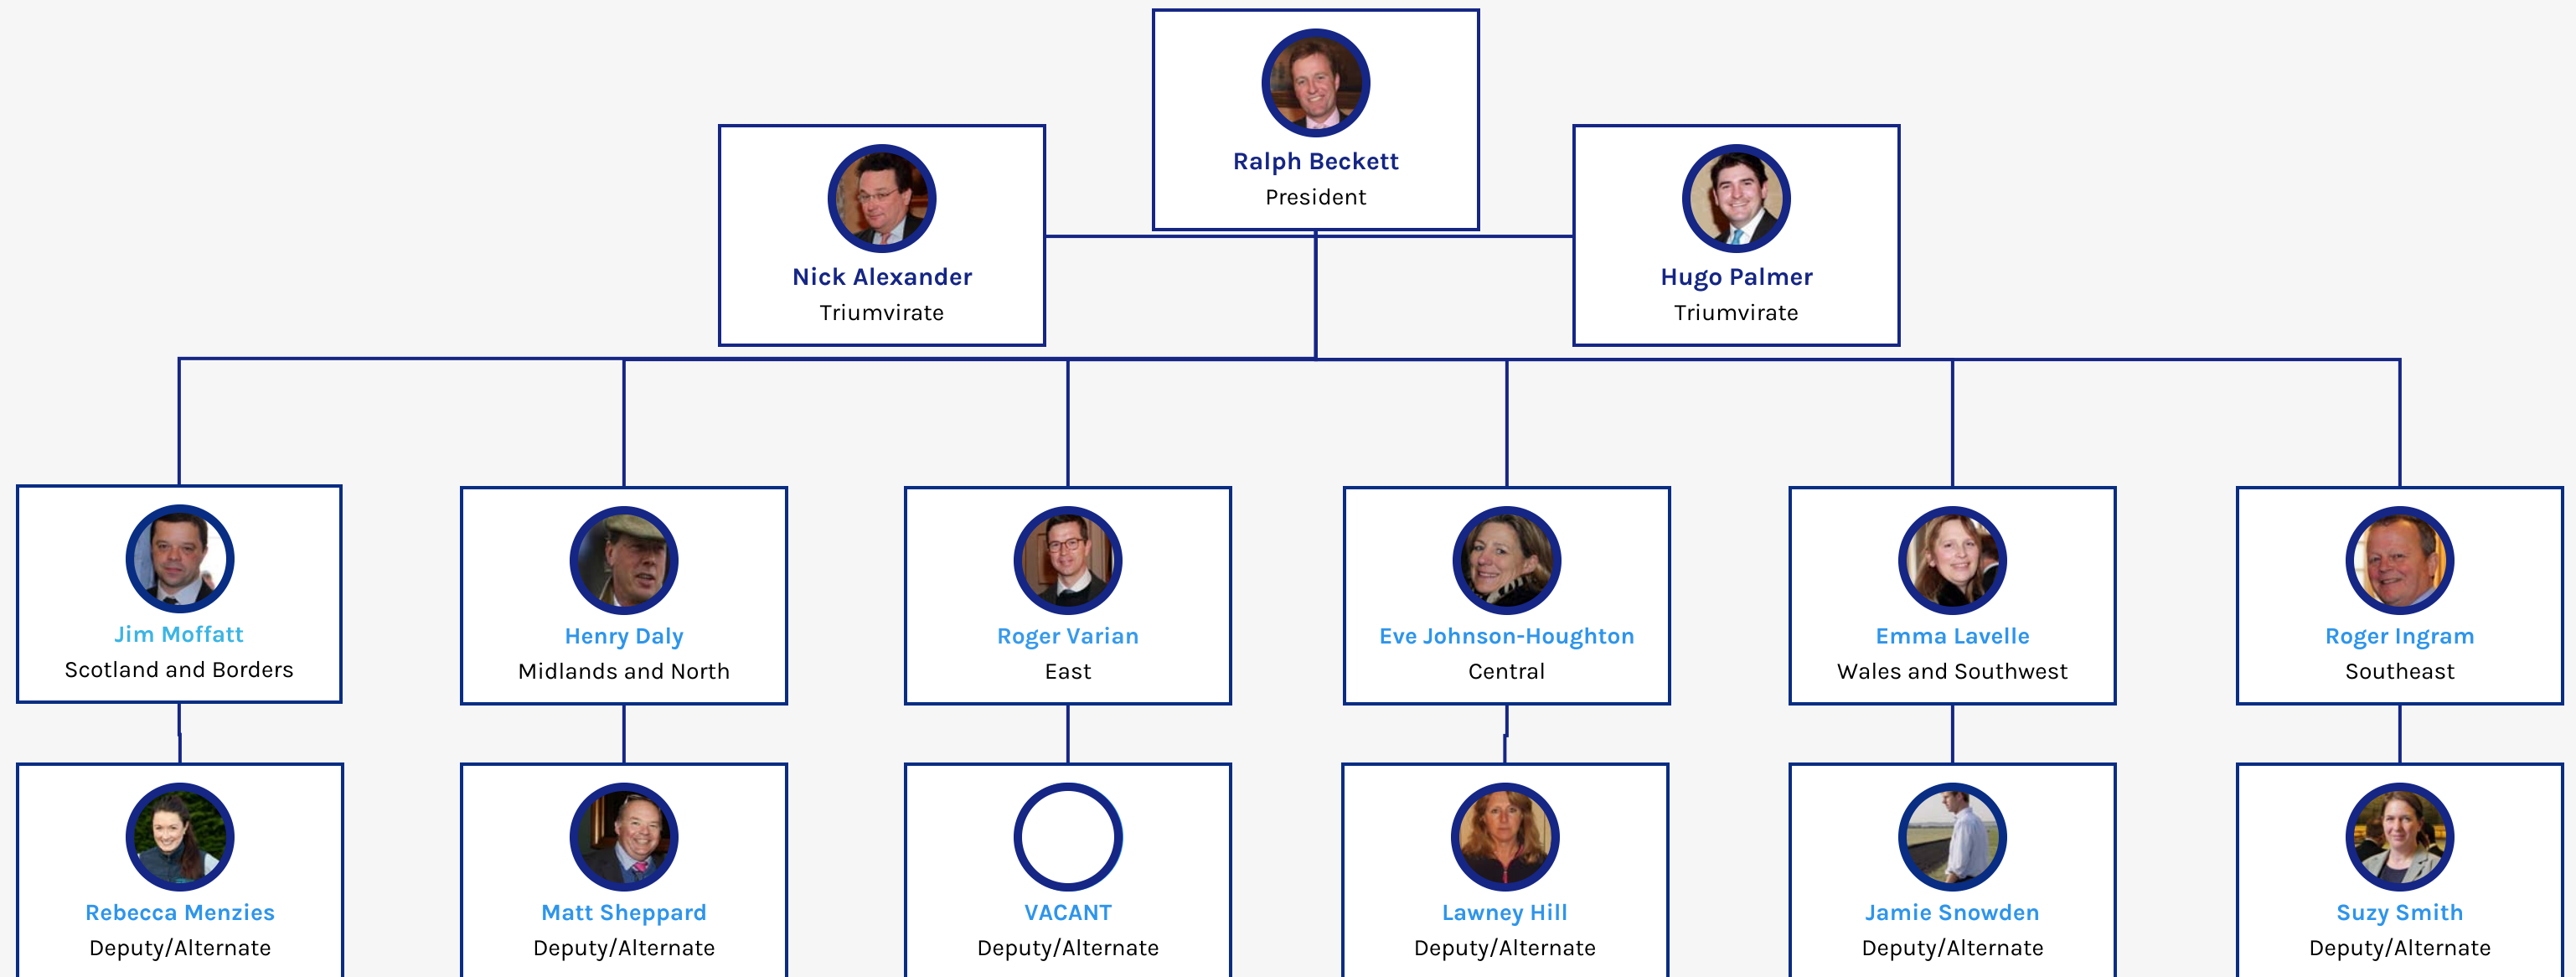 Ralph Beckett
President
Nick Alexander
Triumvirate
Hugo Palmer
Triumvirate
Jim Moffatt
Scotland and Borders
Henry Daly
Midlands and North
Roger Varian
East
Eve Johnson-Houghton
Central
Emma Lavelle
Wales and Southwest
Roger Ingram
Southeast
Rebecca Menzies
Deputy/Alternate
Matt Sheppard
Deputy/Alternate
VACANT
Deputy/Alternate
Lawney Hill
Deputy/Alternate
Jamie Snowden
Deputy/Alternate
Suzy Smith
Deputy/Alternate